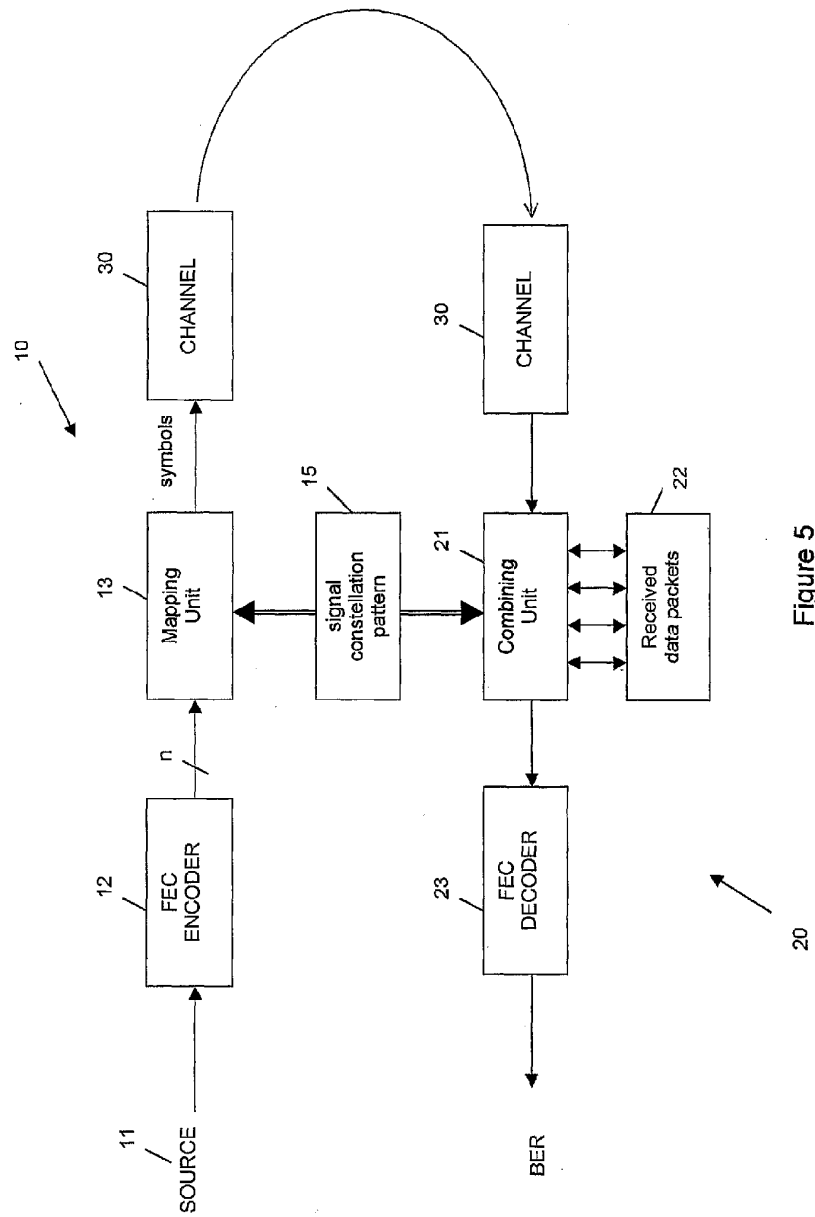 10
SOURCE
11
FEC
ENCODER
12
n
Mapping
Unit
13
symbols
CHANNEL
30
signal
constellation
pattern
15
BER
FEC
DECODER
23
Combining
Unit
21
CHANNEL
30
Received
data packets
22
20
Figure 5